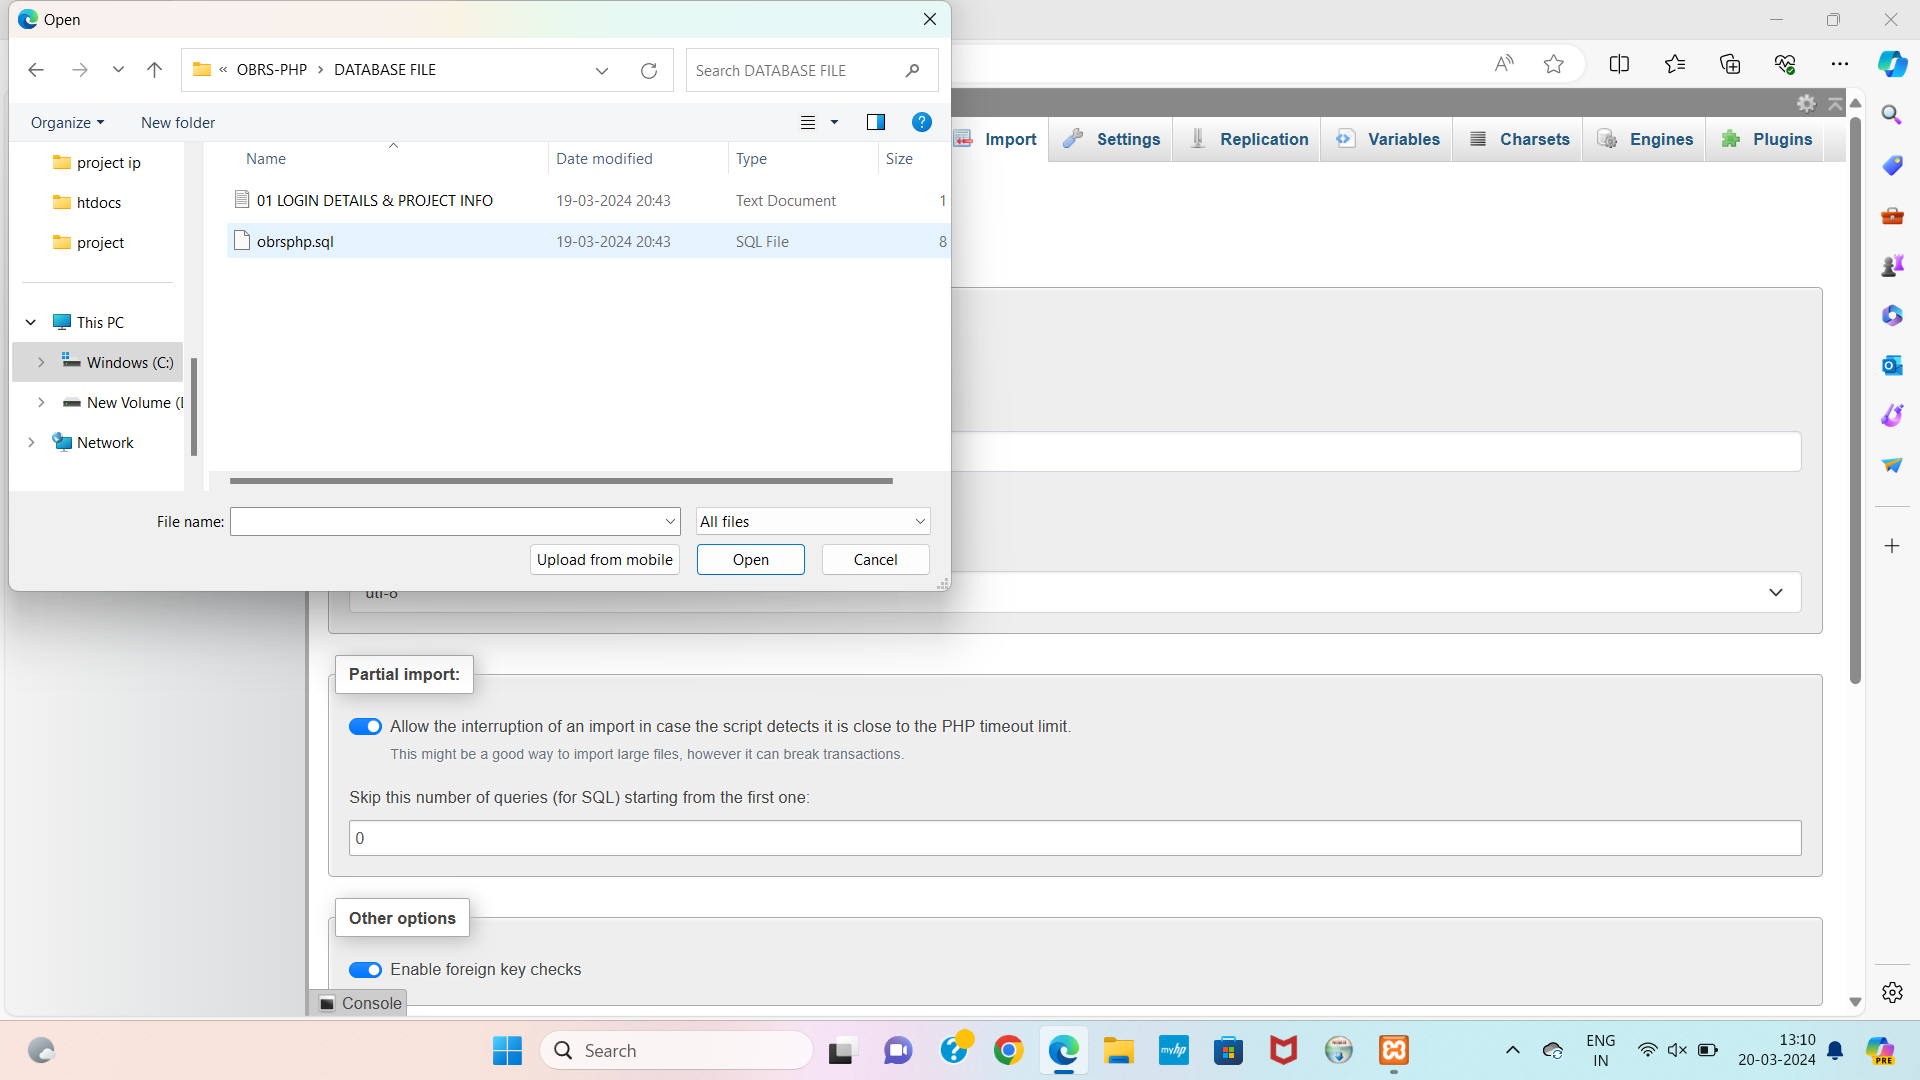 Open
« OBRS-PHP > DATABASE FILE
Search DATABASE FILE
Organize
New folder
Name
Date modified
Type
Size
project ip
htdocs
project
This PC
Windows (C:)
New Volume (
Network
01 LOGIN DETAILS & PROJECT INFO 19-03-2024 20:43 Text Document 1
obrsphp.sql 19-03-2024 20:43 SQL File 8
File name:
All files
Upload from mobile
Open
Cancel
Import
Settings
Replication
Variables
Charsets
Engines
Plugins
utf-8
Partial import:
Allow the interruption of an import in case the script detects it is close to the PHP timeout limit.
This might be a good way to import large files, however it can break transactions.
Skip this number of queries (for SQL) starting from the first one:
0
Other options
Enable foreign key checks
Console
Search
myhp
ENG
IN
13:10
20-03-2024
PRE